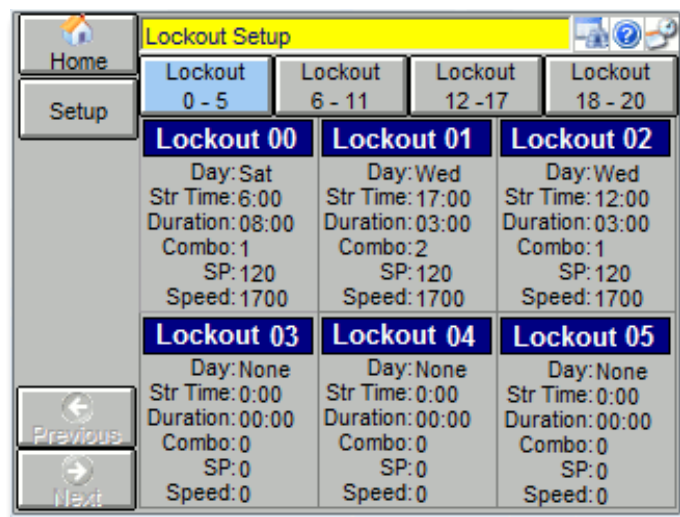 Home
Lockout Setup
Setup
Lockout 0 - 5
Lockout 6 - 11
Lockout 12 -17
Lockout 18 - 20
Lockout 00
Day: Sat
Str Time: 6:00
Duration: 08:00
Combo: 1
SP: 120
Speed: 1700
Lockout 01
Day: Wed
Str Time: 17:00
Duration: 03:00
Combo: 2
SP: 120
Speed: 1700
Lockout 02
Day: Wed
Str Time: 12:00
Duration: 03:00
Combo: 1
SP: 120
Speed: 1700
Lockout 03
Day: None
Str Time: 0:00
Duration: 00:00
Combo: 0
SP: 0
Speed: 0
Lockout 04
Day: None
Str Time: 0:00
Duration: 00:00
Combo: 0
SP: 0
Speed: 0
Lockout 05
Day: None
Str Time: 0:00
Duration: 00:00
Combo: 0
SP: 0
Speed: 0
Previous
Next